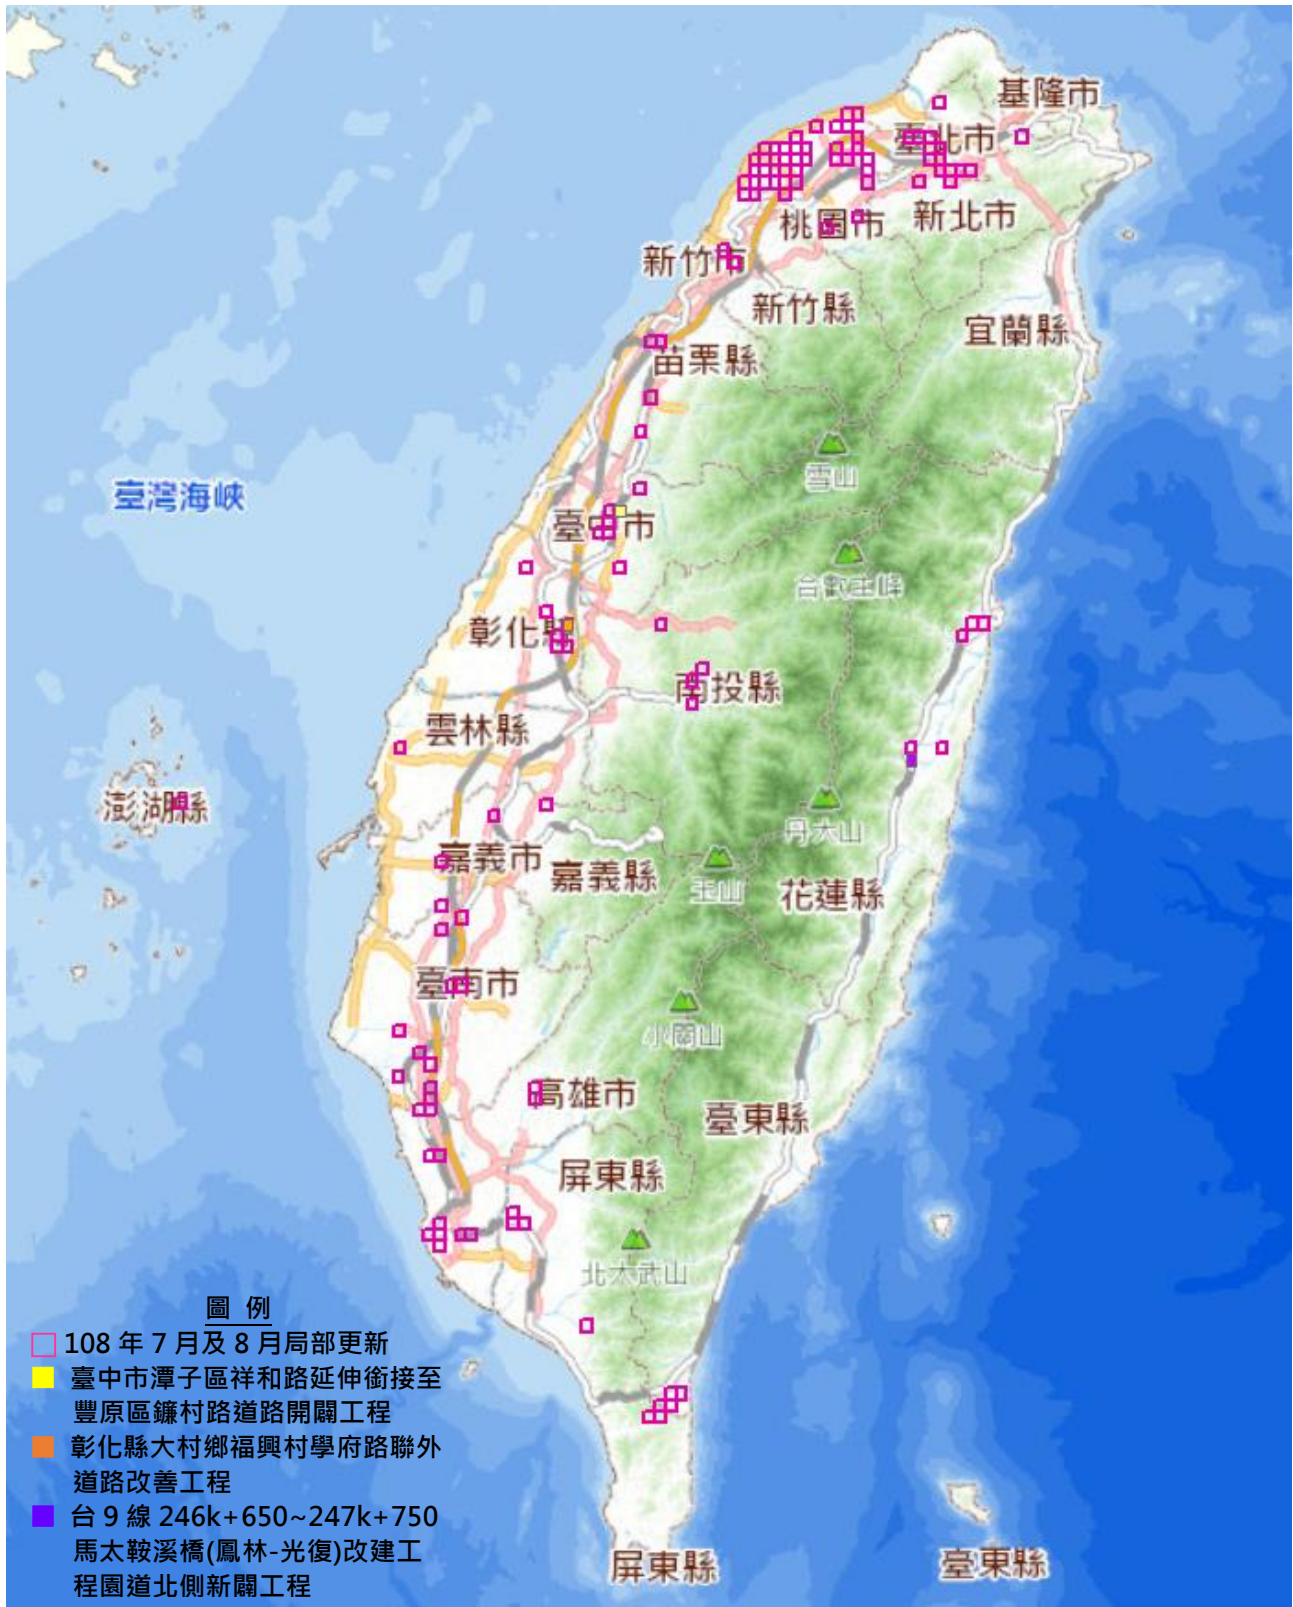 基隆市
臺北市
桃園市
新北市
新竹市
新竹縣
宜蘭縣
苗栗縣
雪山
臺灣海峽
臺中市
合歡主峰
彰化縣
南投縣
雲林縣
澎湖縣
丹大山
嘉義市
嘉義縣
玉山
花蓮縣
臺南市
小關山
高雄市
臺東縣
屏東縣
北大武山
圖 例
108 年 7 月及 8 月局部更新
臺中市潭子區祥和路延伸銜接至
豐原區鐮村路道路開闢工程
彰化縣大村鄉福興村學府路聯外
道路改善工程
台 9 線 246k+650~247k+750
馬太鞍溪橋(鳳林-光復)改建工
程園道北側新闢工程
屏東縣
臺東縣